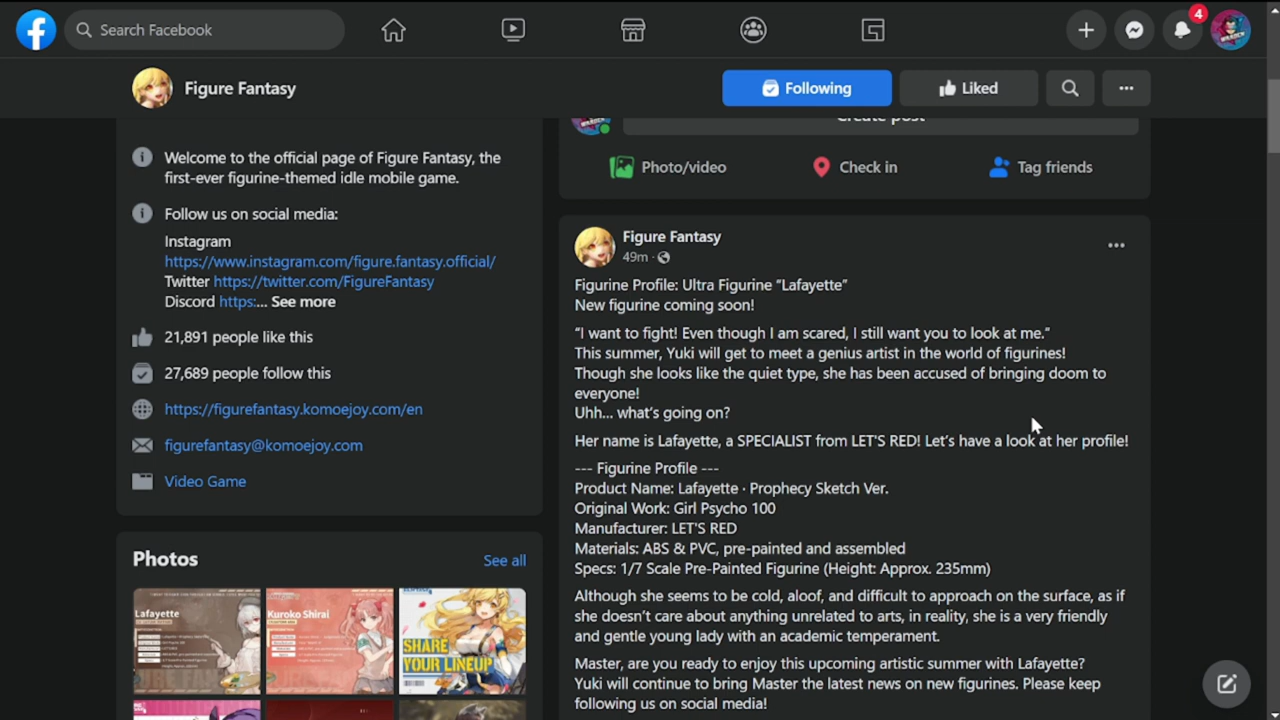 Search Facebook
4
Figure Fantasy
Following
Liked
Welcome to the official page of Figure Fantasy, the
first-ever figurine-themed idle mobile game.
Follow us on social media:
Instagram
https://www.instagram.com/figure.fantasy.official/
Twitter https://twitter.com/FigureFantasy
Discord https:... See more
21,891 people like this
27,689 people follow this
https://figurefantasy.komoejoy.com/en
figurefantasy@komoejoy.com
Video Game
Photos
See all
Lafayette
Kuroko Shirai
SHARE
YOUR LINEUP
Create post
Photo/video
Check in
Tag friends
Figure Fantasy
49m ·
Figurine Profile: Ultra Figurine “Lafayette”
New figurine coming soon!
“I want to fight! Even though I am scared, I still want you to look at me.”
This summer, Yuki will get to meet a genius artist in the world of figurines!
Though she looks like the quiet type, she has been accused of bringing doom to
everyone!
Uhh... what’s going on?
Her name is Lafayette, a SPECIALIST from LET'S RED! Let’s have a look at her profile!
--- Figurine Profile ---
Product Name: Lafayette · Prophecy Sketch Ver.
Original Work: Girl Psycho 100
Manufacturer: LET'S RED
Materials: ABS & PVC, pre-painted and assembled
Specs: 1/7 Scale Pre-Painted Figurine (Height: Approx. 235mm)
Although she seems to be cold, aloof, and difficult to approach on the surface, as if
she doesn’t care about anything unrelated to arts, in reality, she is a very friendly
and gentle young lady with an academic temperament.
Master, are you ready to enjoy this upcoming artistic summer with Lafayette?
Yuki will continue to bring Master the latest news on new figurines. Please keep
following us on social media!